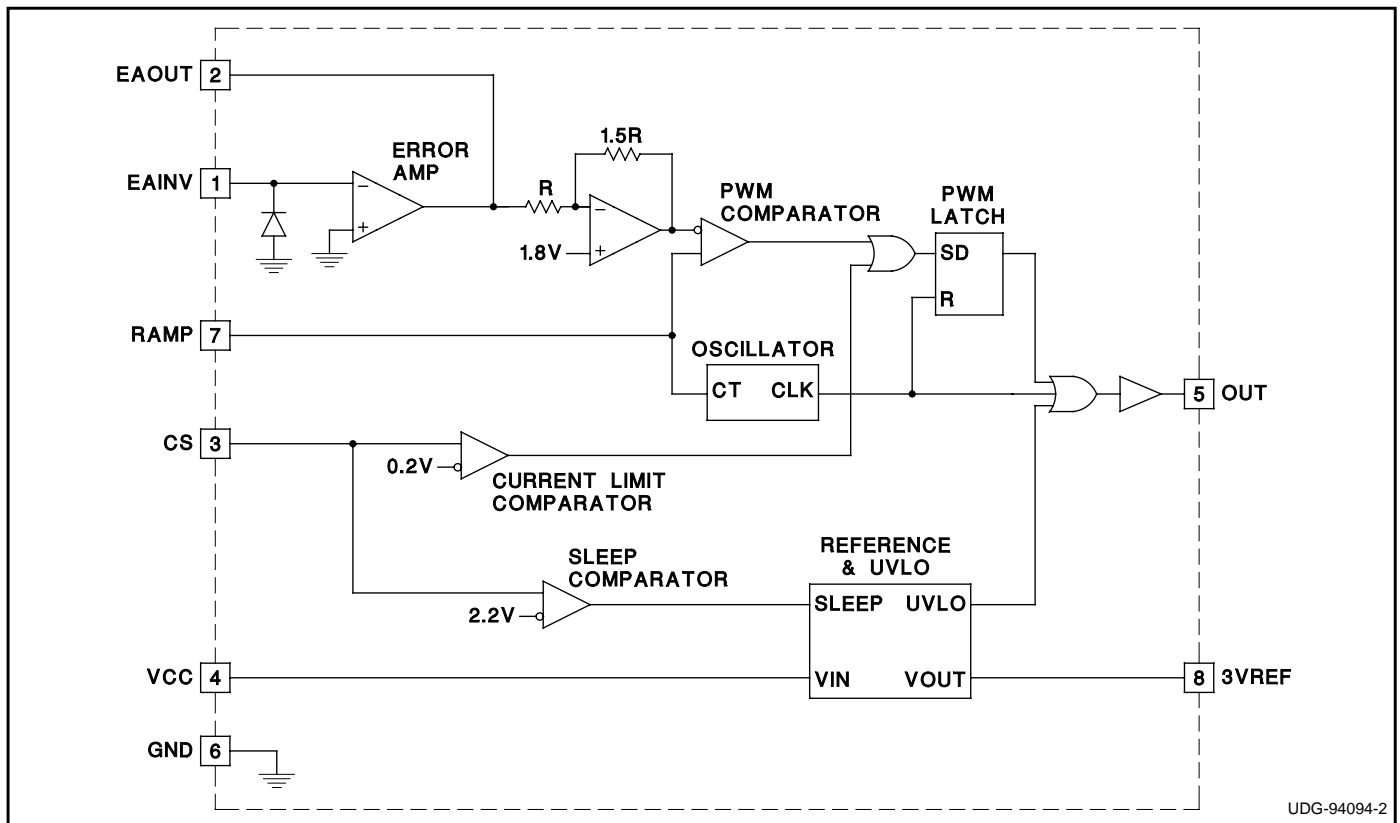 EAOUT 2
EAINV 1
ERROR
AMP
−
+
R
1.5R
−
+
1.8V
PWM
COMPARATOR
PWM
LATCH
SD
R
RAMP 7
OSCILLATOR
CT CLK
5 OUT
CS 3
0.2V
CURRENT LIMIT
COMPARATOR
SLEEP
COMPARATOR
2.2V
REFERENCE
& UVLO
SLEEP UVLO
VIN VOUT
VCC 4
8 3VREF
GND 6
UDG-94094-2